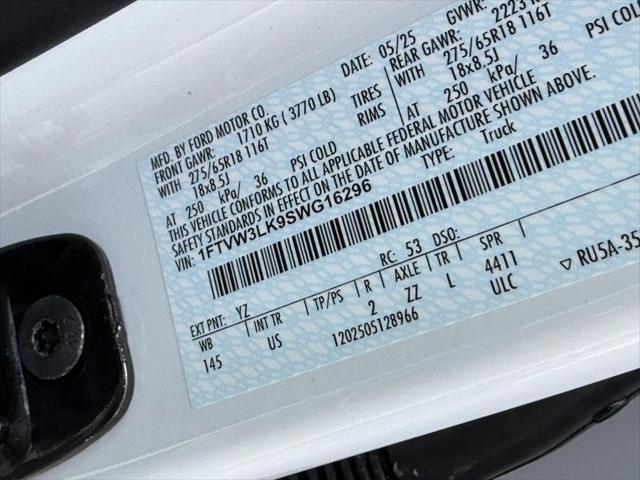 MFD. BY FORD MOTOR CO.
DATE: 05/25 GVWR:
FRONT GAWR: 1710 KG ( 3770 LB) REAR GAWR: 2223 K
WITH 275/65R18 116T TIRES WITH 275/65R18 116T
18x8.5J RIMS 18x8.5J
AT 250 kPa/ 36 PSI COLD AT 250 kPa/ 36 PSI COLD
THIS VEHICLE CONFORMS TO ALL APPLICABLE FEDERAL MOTOR VEHICLE
SAFETY STANDARDS IN EFFECT ON THE DATE OF MANUFACTURE SHOWN ABOVE.
VIN: 1FTVW3LK9SWG16296 TYPE: Truck
EXT PNT: YZ RC: 53 DSO:
WB INT TR TP/PS R AXLE TR SPR
145 US 2 ZZ L 4411
1202505128966 ULC
▽ RU5A-35